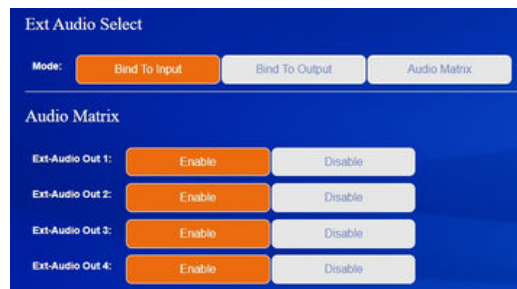 Ext Audio Select
Mode: Bind To Input Bind To Output Audio Matrix
Audio Matrix
Ext-Audio Out 1: Enable Disable
Ext-Audio Out 2: Enable Disable
Ext-Audio Out 3: Enable Disable
Ext-Audio Out 4: Enable Disable